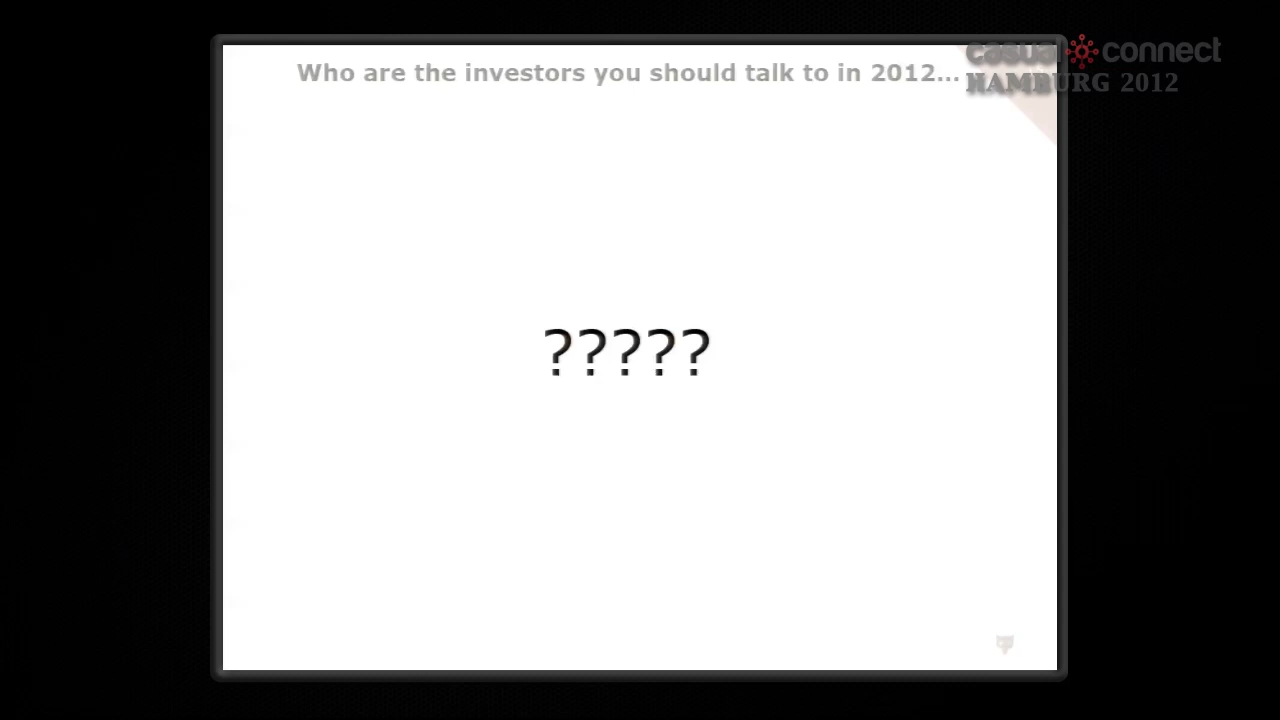 casual connect
HAMBURG 2012
Who are the investors you should talk to in 2012...
?????